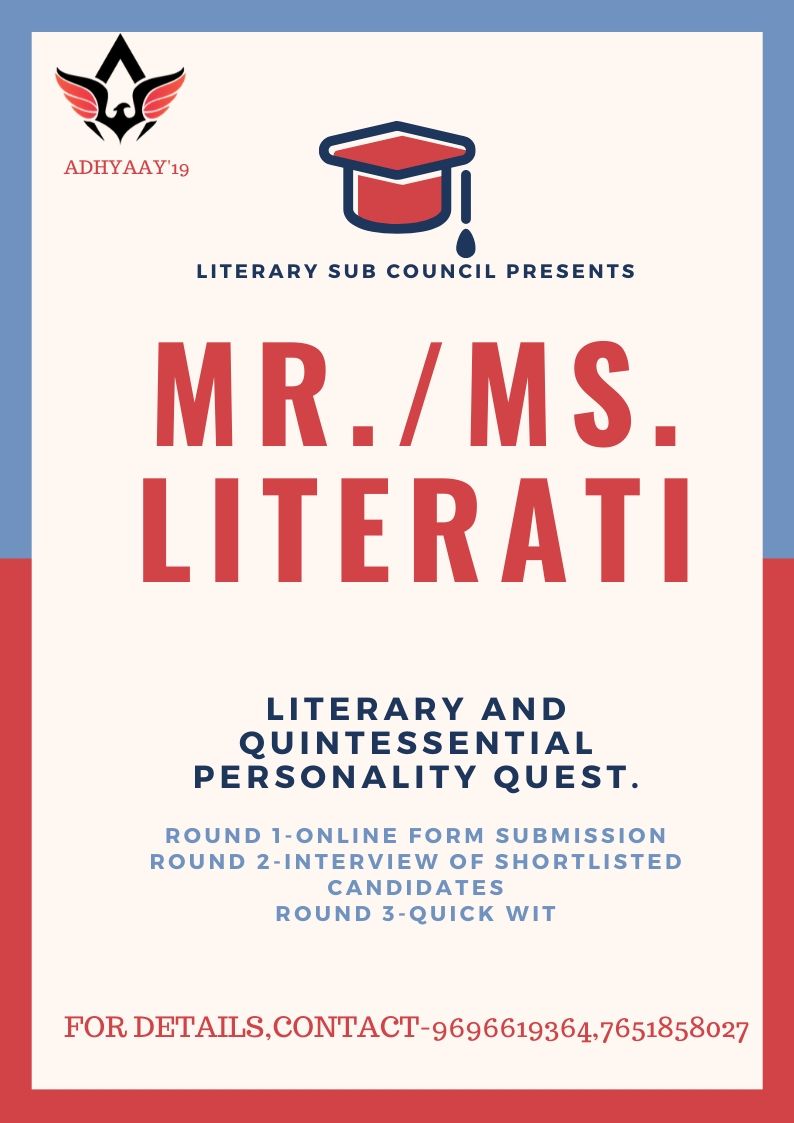 ADHYAAY'19
LITERARY SUB COUNCIL PRESENTS
MR./MS.
LITERATI
LITERARY AND
QUINTESSENTIAL
PERSONALITY QUEST.
ROUND 1-ONLINE FORM SUBMISSION
ROUND 2-INTERVIEW OF SHORTLISTED
CANDIDATES
ROUND 3-QUICK WIT
FOR DETAILS,CONTACT-9696619364,7651858027